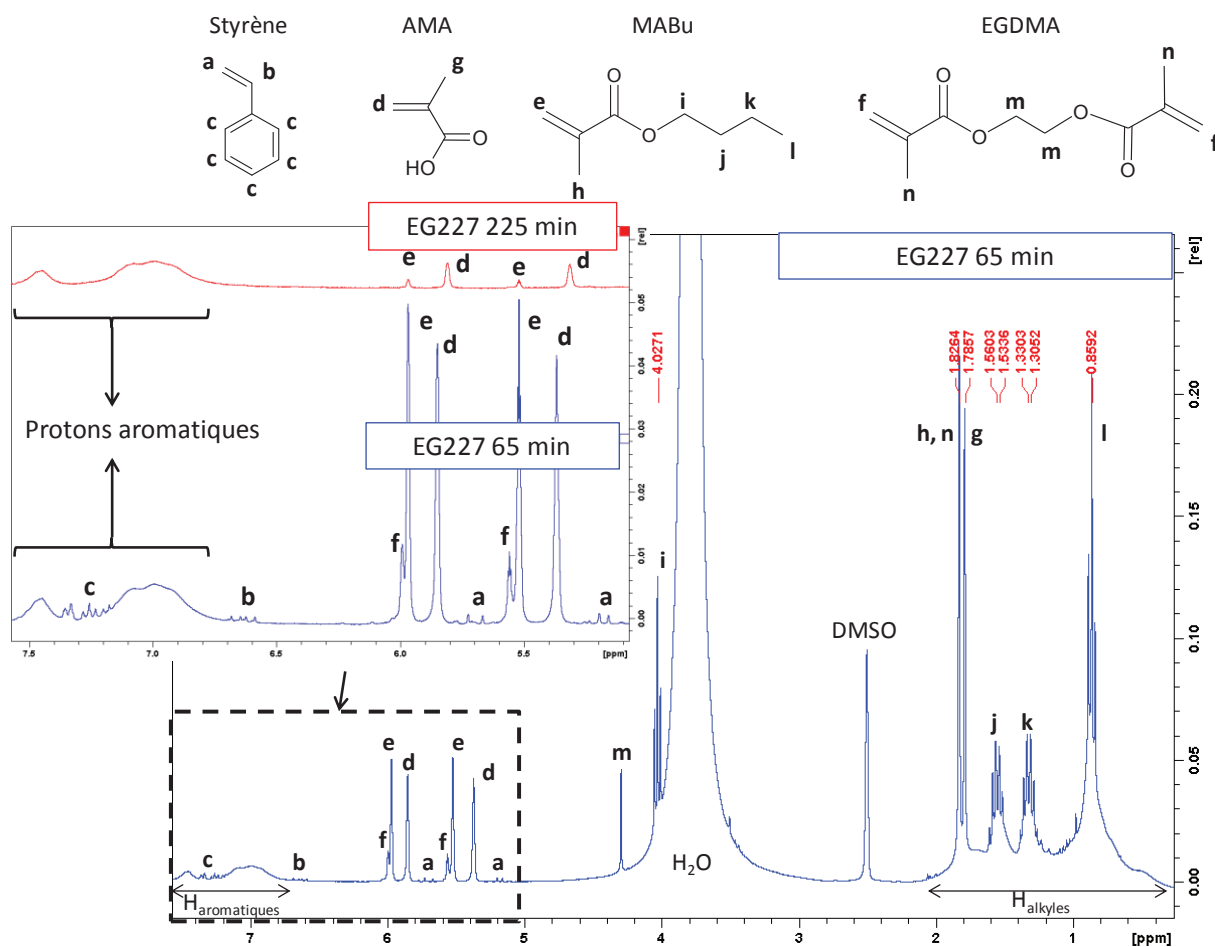 Styrène AMA MABu EGDMA
a b c c c c c
d g O HO
e O O h i j k l
f O O n m m O O n f
EG227 225 min
[rel]
e d e d
EG227 65 min
[rel]
4.0271
1.8264
1.7857
1.5603
1.5336
1.3303
1.3052
0.8592
0.05
0.04
0.03
0.02
0.01
0.00
Protons aromatiques
EG227 65 min
e d e d
f f
c b a a
7.5 7.0 6.5 6.0 5.5 [ppm]
h, n g l
i
DMSO
j k
m
H2O
e d e d
f f
c b a a
Haromatiques
Halkyles
0.20
0.15
0.10
0.05
0.00
7 6 5 4 3 2 1 [ppm]